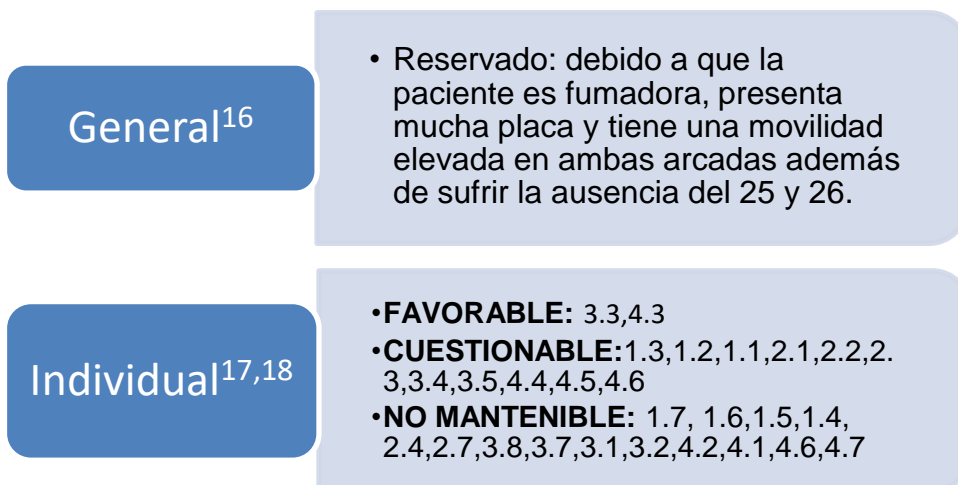 General16
• Reservado: debido a que la
paciente es fumadora, presenta
mucha placa y tiene una movilidad
elevada en ambas arcadas además
de sufrir la ausencia del 25 y 26.
Individual17,18
•FAVORABLE: 3.3,4.3
•CUESTIONABLE:1.3,1.2,1.1,2.1,2.2,2.
3,3.4,3.5,4.4,4.5,4.6
•NO MANTENIBLE: 1.7, 1.6,1.5,1.4,
2.4,2.7,3.8,3.7,3.1,3.2,4.2,4.1,4.6,4.7